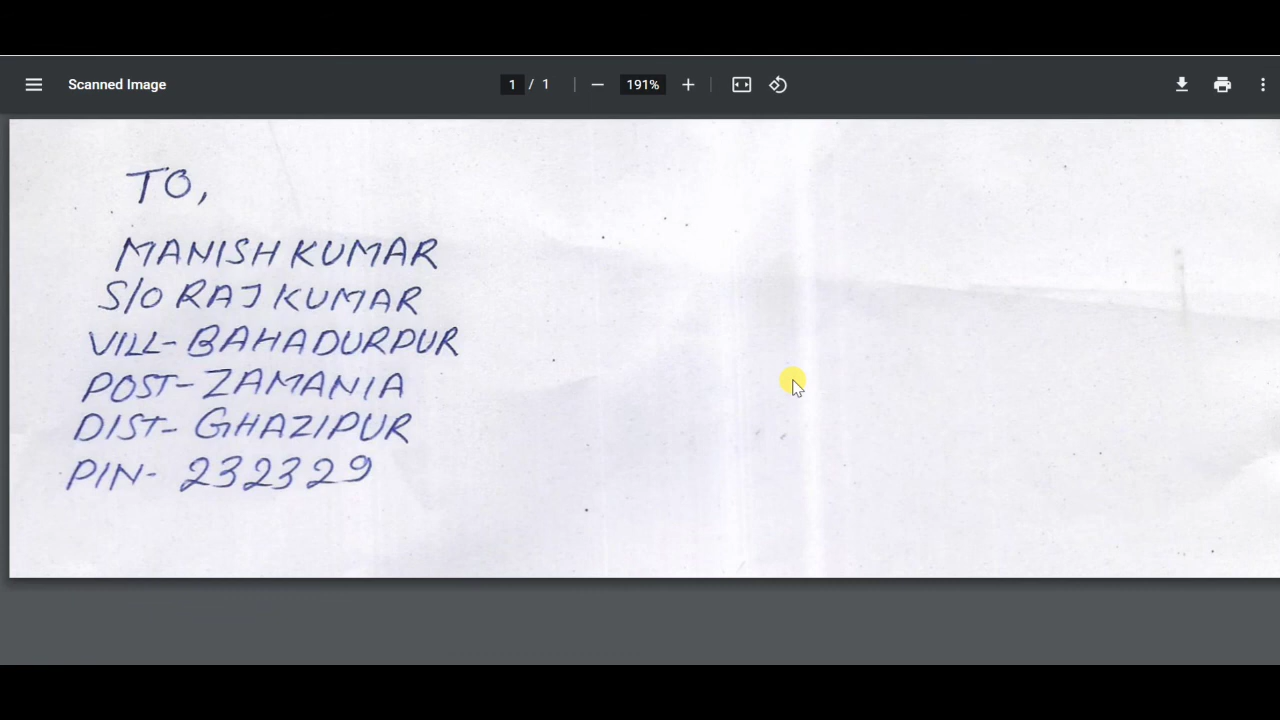 Scanned Image
1 / 1
191%
TO,
MANISH KUMAR
S/O RAJ KUMAR
VILL- BAHADURPUR
POST- ZAMANIA
DIST- GHAZIPUR
PIN- 232329